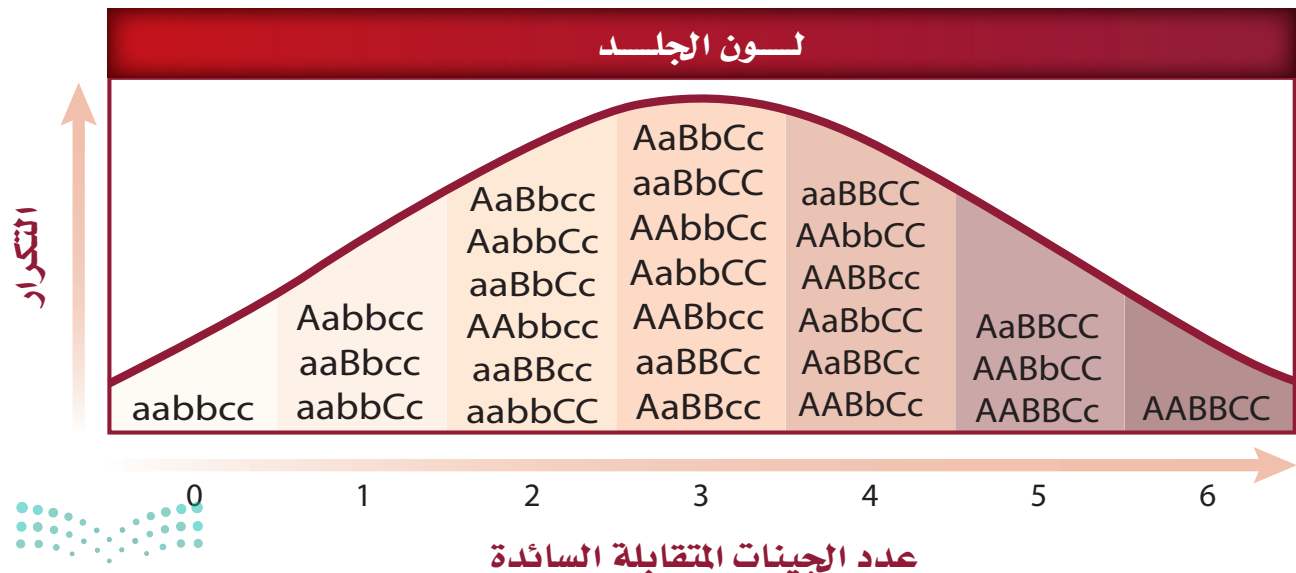 لون الجلد
التكرار
aabbcc
Aabbcc
aaBbcc
aabbCc
AaBbcc
AabbCc
aaBbCc
AAbbcc
aaBBcc
aabbCC
AaBbCc
aaBbCC
AAbbCc
AabbCC
AABbcc
aaBBCc
AaBBcc
aaBBCC
AAbbCC
AABBcc
AaBbCC
AaBBCc
AABbCc
AaBBCC
AABbCC
AABBCc
AABBCC
0 1 2 3 4 5 6
عدد الجينات المتقابلة السائدة